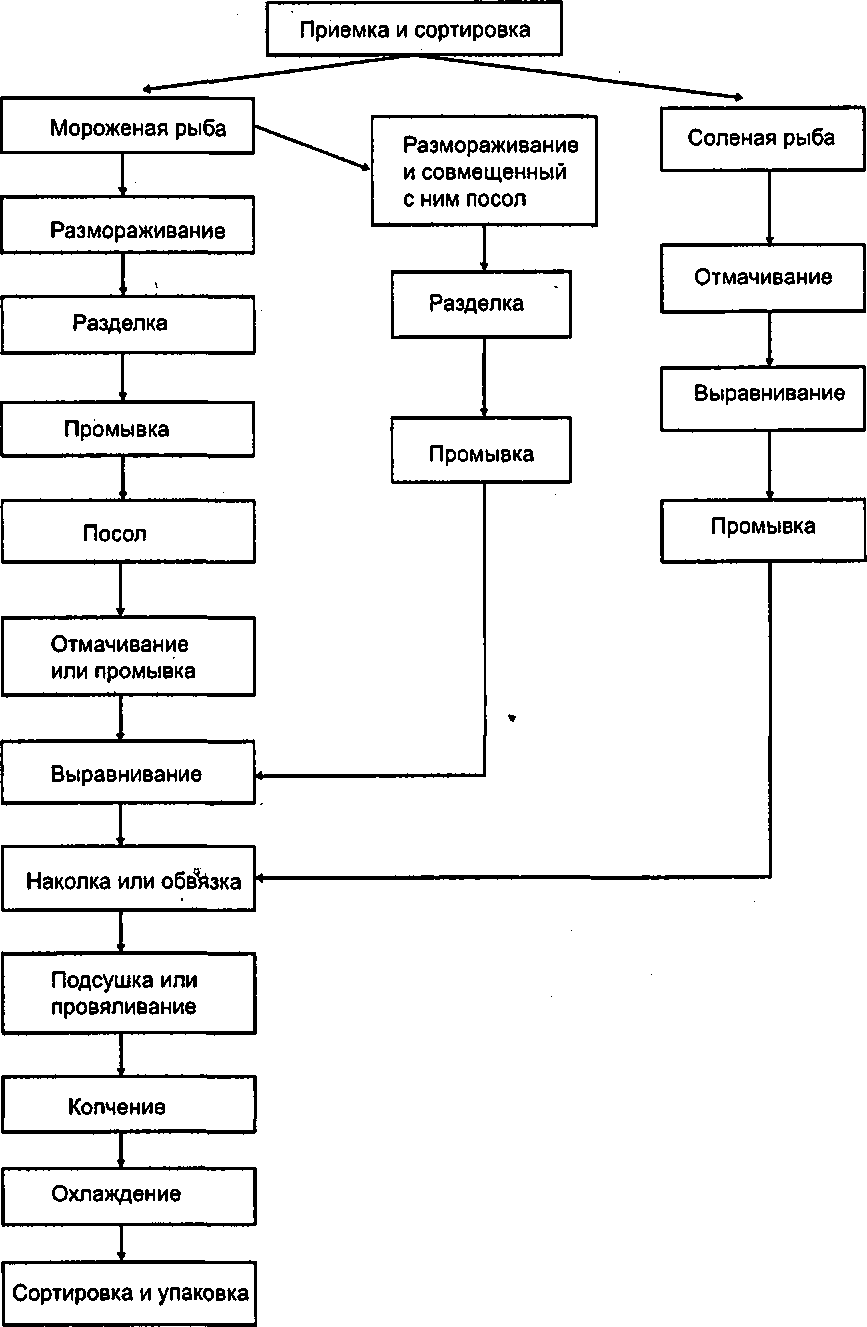 Приемка и сортировка
Мороженая рыба
Размораживание
и совмещенный
с ним посол
Соленая рыба
Размораживание
Разделка
Промывка
Посол
Отмачивание
или промывка
Выравнивание
Наколка или обвязка
Подсушка или
провяливание
Копчение
Охлаждение
Сортировка и упаковка
Разделка
Промывка
Отмачивание
Выравнивание
Промывка